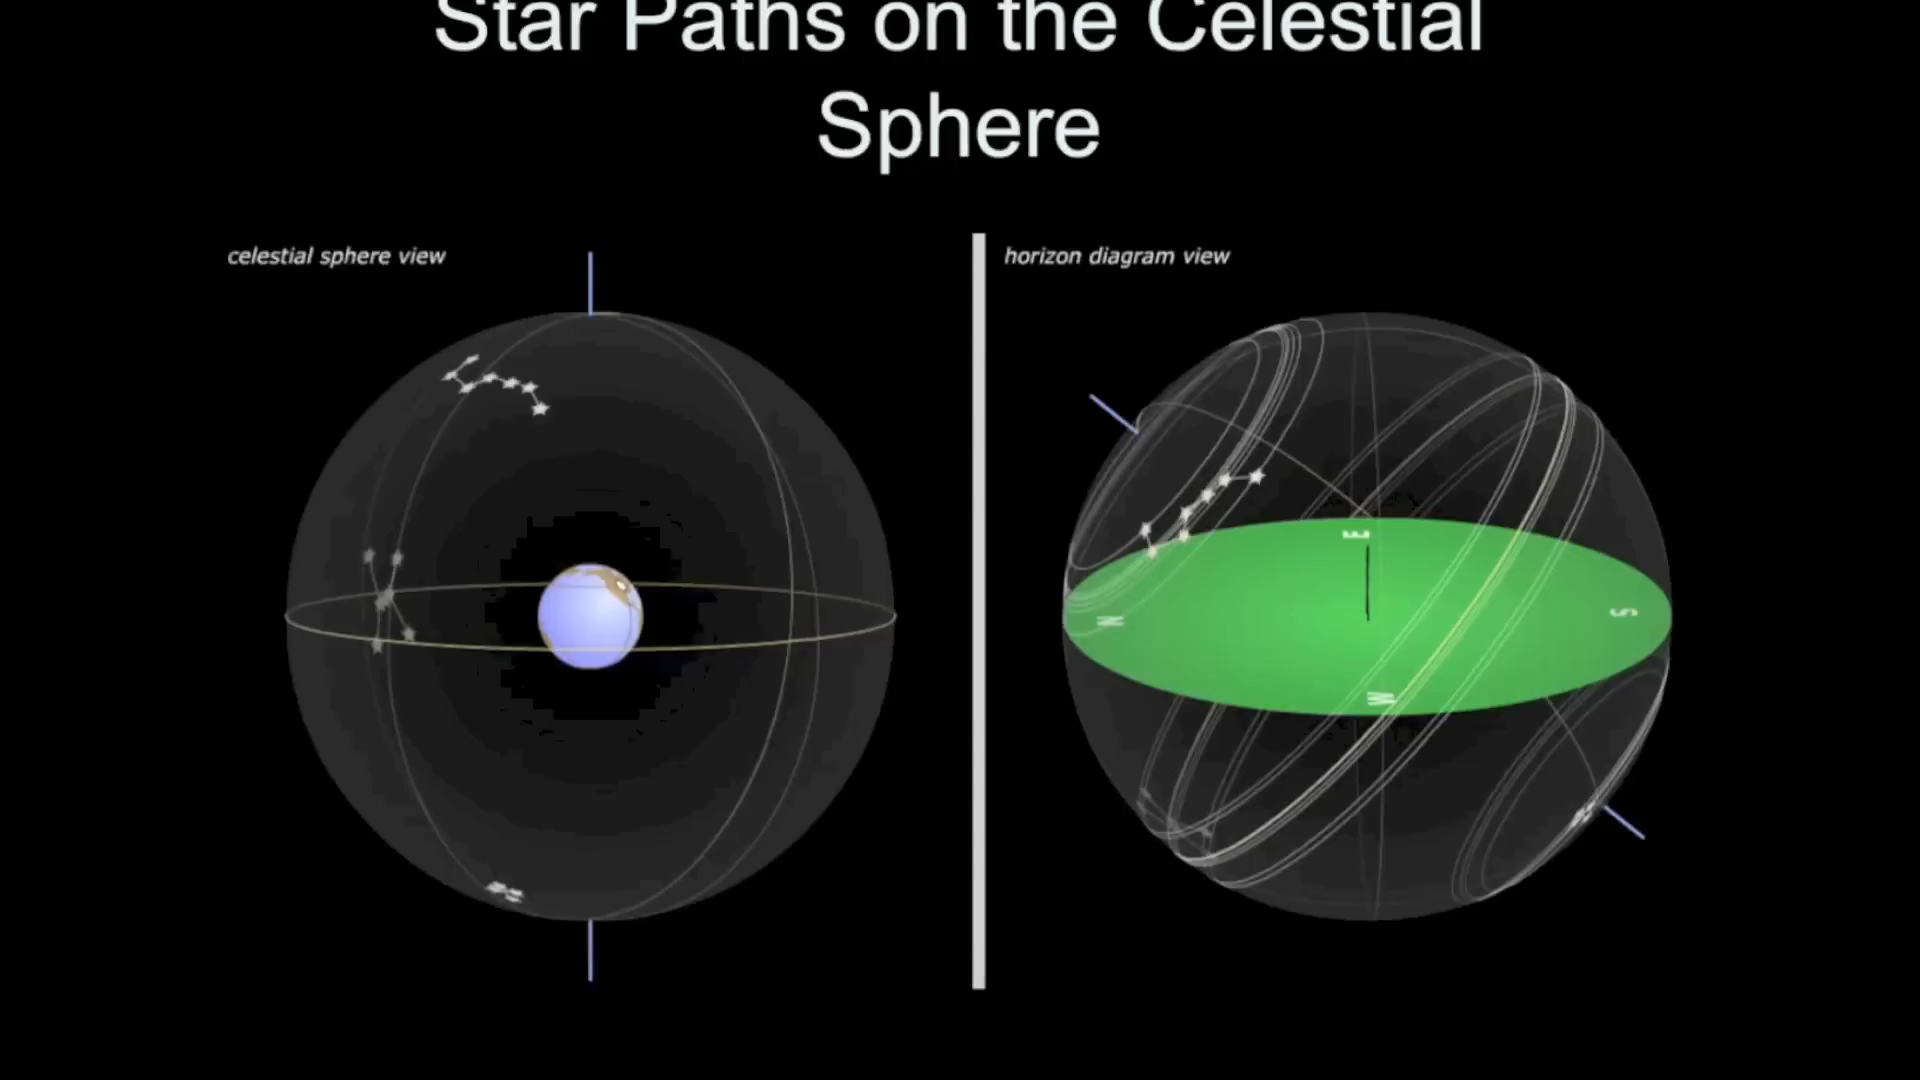 Star Paths on the Celestial
Sphere
celestial sphere view
horizon diagram view
E
N
S
W